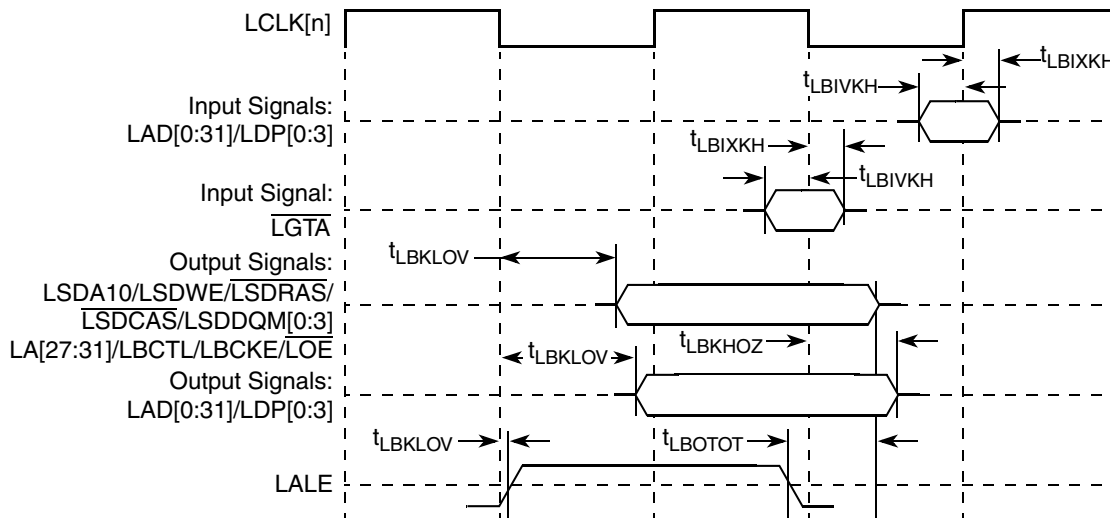 LCLK[n]
tLBIXKH
tLBIVKH
Input Signals:
LAD[0:31]/LDP[0:3]
tLBIXKH
tLBIVKH
Input Signal:
LGTA
tLBKLOV
Output Signals:
LSDA10/LSDWE/LSDRAS/
LSDCAS/LSDDQM[0:3]
LA[27:31]/LBCTL/LBCKE/LOE
tLBKLOV
tLBKHOZ
Output Signals:
LAD[0:31]/LDP[0:3]
tLBKLOV
tLBOTOT
LALE